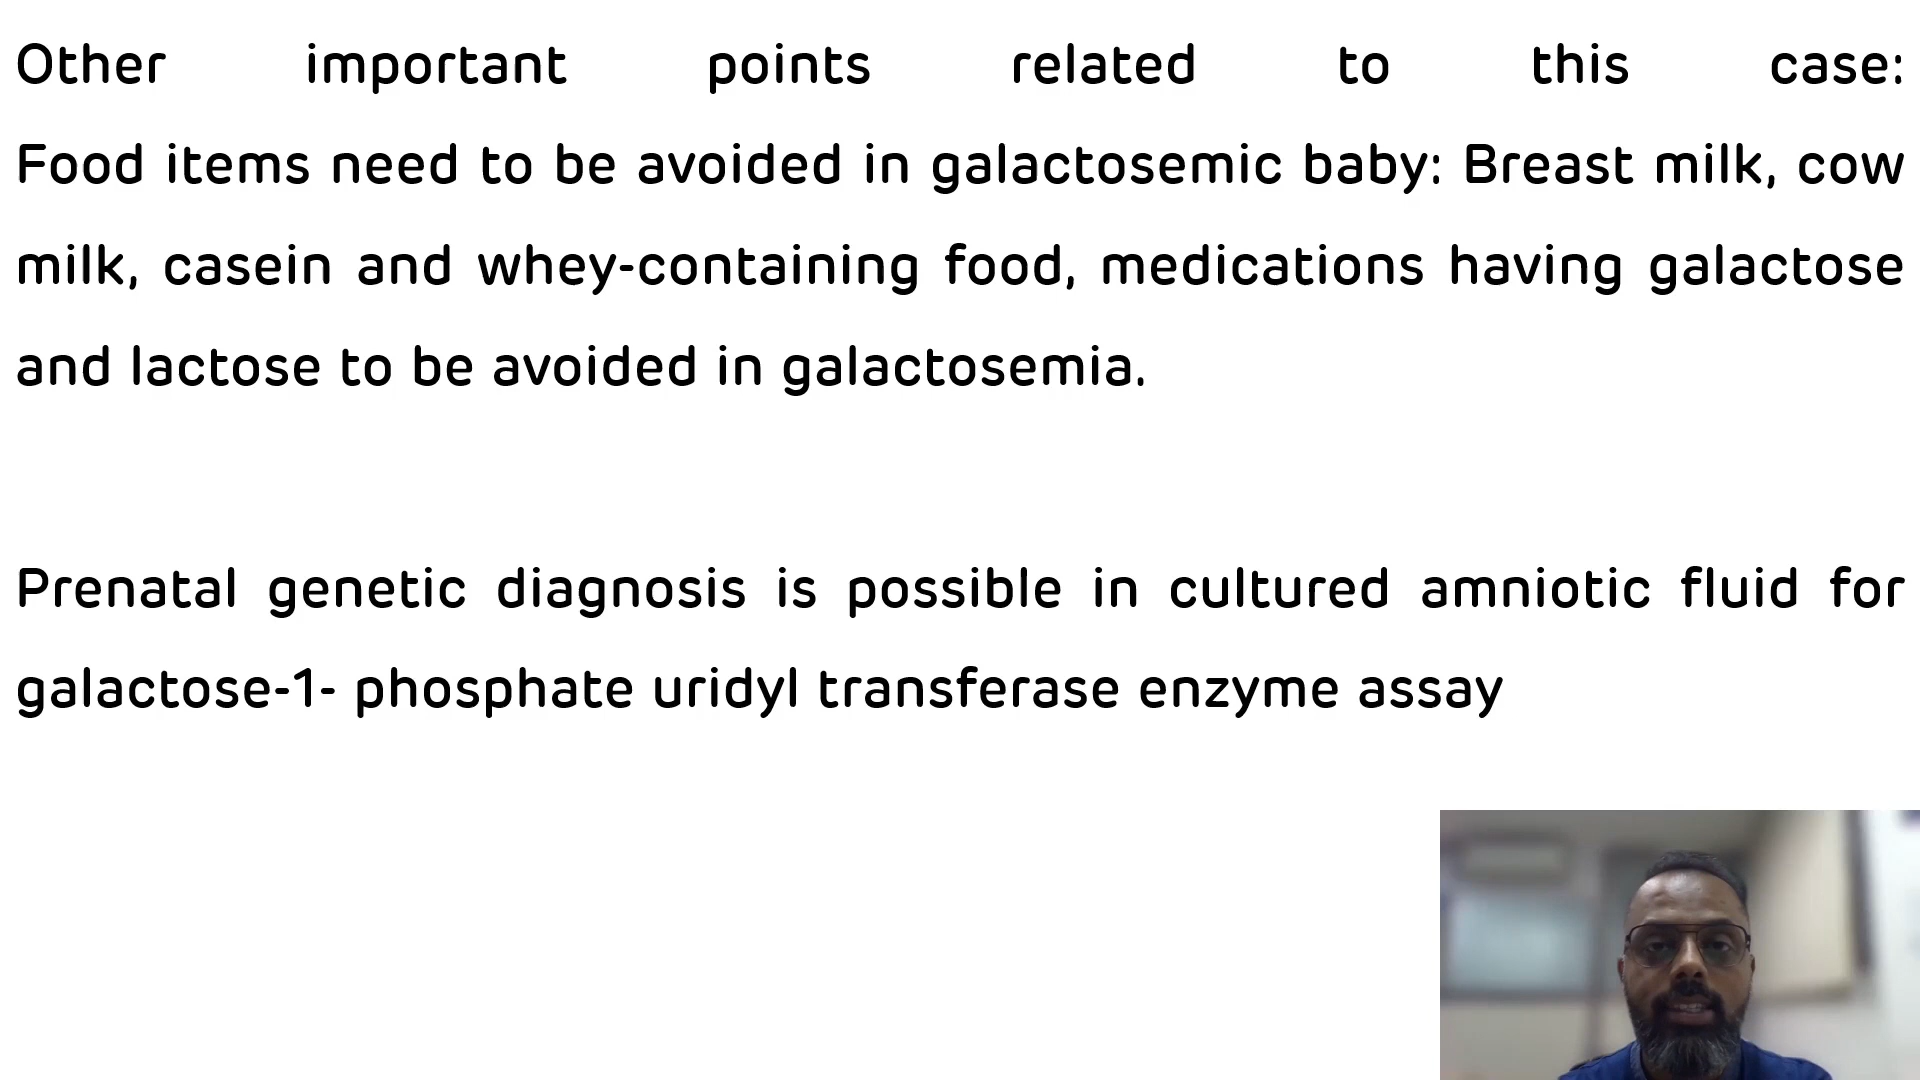 Other important points related to this case:
Food items need to be avoided in galactosemic baby: Breast milk, cow
milk, casein and whey-containing food, medications having galactose
and lactose to be avoided in galactosemia.
Prenatal genetic diagnosis is possible in cultured amniotic fluid for
galactose-1- phosphate uridyl transferase enzyme assay